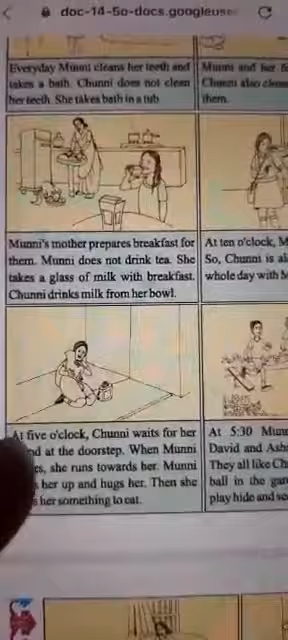 doc-14-5o-docs.googleuse
Everyday Munni cleans her teeth and
takes a bath. Chunni does not clean
her teeth. She takes bath in a tub.
Munni and her
Chunni also
them.
Munni's mother prepares breakfast for
them. Munni does not drink tea. She
takes a glass of milk with breakfast.
Chunni drinks milk from her bowl.
At ten o'clock, M
So, Chunni is al
whole day with M
At five o'clock, Chunni waits for her
nd at the doorstep. When Munni
es, she runs towards her. Munni
her up and hugs her. Then she
s her something to eat.
At 5:30 Munn
David and Ash
They all like Ch
ball in the gar
play hide and se